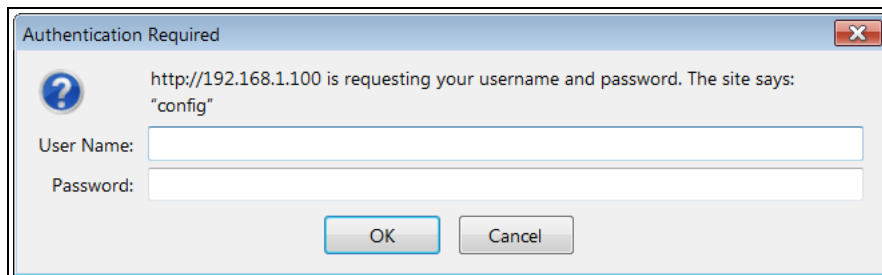 Authentication Required
http://192.168.1.100 is requesting your username and password. The site says:
“config”
User Name:
Password:
OK Cancel